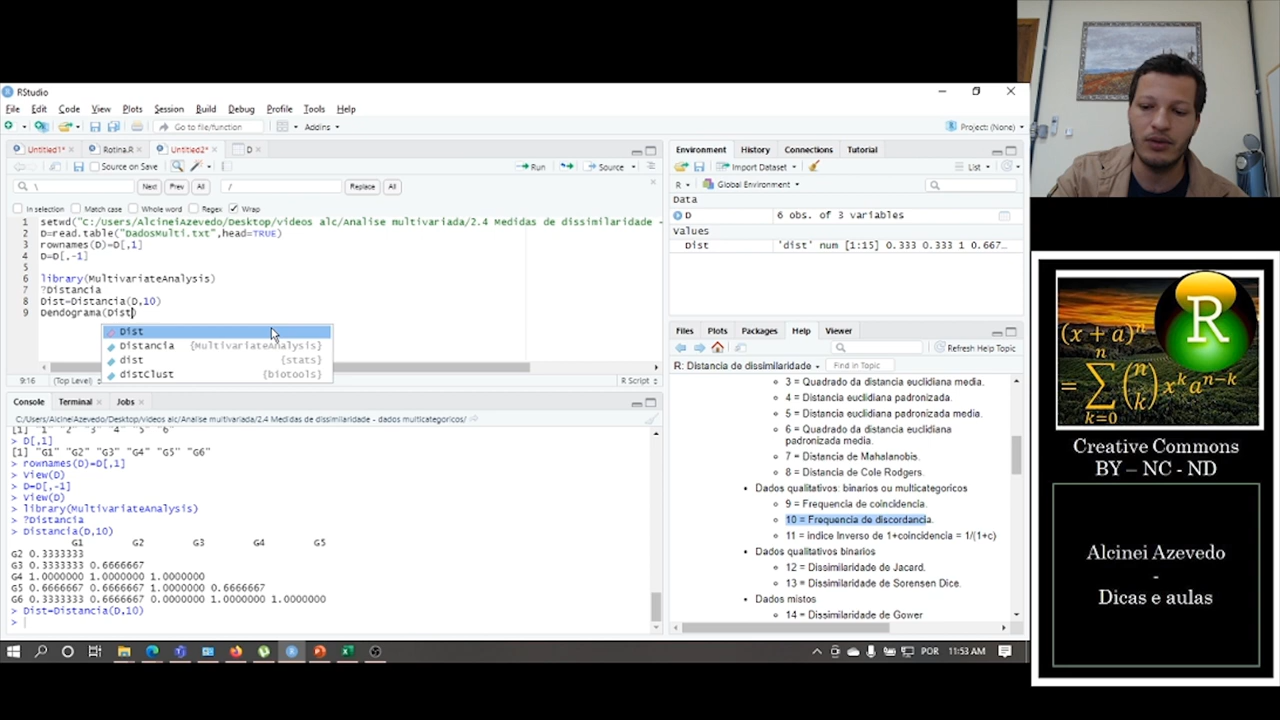 RStudio
File Edit Code View Plots Session Build Debug Profile Tools Help
Go to file/function Addins Project: (None)
Untitled1* Rotina.R Untitled2* D
Source on Save Run Source
\ Next Prev All / Replace All
In selection Match case Whole word Regex Wrap
1 setwd("C:/Users/AlcineiAzevedo/Desktop/videos alc/Analise multivariada/2.4 Medidas de dissimilaridade -
2 D=read.table("DadosMulti.txt",head=TRUE)
3 rownames(D)=D[,1]
4 D=D[,-1]
5
6 library(MultivariateAnalysis)
7 ?Distancia
8 Dist=Distancia(D,10)
9 Dendograma(Dist)
Dist
Distancia {MultivariateAnalysis}
dist {stats}
distClust {biotools}
9:16 (Top Level) R Script
Console Terminal Jobs
C:/Users/AlcineiAzevedo/Desktop/videos alc/Analise multivariada/2.4 Medidas de dissimilaridade - dados multicategoricos/
[1] "1" "2" "3" "4" "5" "6"
> D[,1]
[1] "G1" "G2" "G3" "G4" "G5" "G6"
> rownames(D)=D[,1]
> View(D)
> D=D[,-1]
> View(D)
> library(MultivariateAnalysis)
> ?Distancia
> Distancia(D,10)
G1 G2 G3 G4 G5
G2 0.3333333
G3 0.3333333 0.6666667
G4 1.0000000 1.0000000 1.0000000
G5 0.6666667 0.6666667 1.0000000 0.6666667
G6 0.3333333 0.6666667 0.0000000 1.0000000 1.0000000
> Dist=Distancia(D,10)
>
Environment History Connections Tutorial
Import Dataset List
R Global Environment
Data
D 6 obs. of 3 variables
Values
Dist 'dist' num [1:15] 0.333 0.333 1 0.667...
Files Plots Packages Help Viewer
Refresh Help Topic
R: Distancia de dissimilaridade Find in Topic
3 = Quadrado da distancia euclidiana media.
4 = Distancia euclidiana padronizada.
5 = Distancia euclidiana padronizada media.
6 = Quadrado da distancia euclidiana
padronizada media.
7 = Distancia de Mahalanobis.
8 = Distancia de Cole Rodgers.
Dados qualitativos: binarios ou multicategoricos
9 = Frequencia de coincidencia.
10 = Frequencia de discordancia.
11 = indice Inverso de 1+coincidencia = 1/(1+c)
Dados qualitativos binarios
12 = Dissimilaridade de Jacard.
13 = Dissimilaridade de Sorensen Dice.
Dados mistos
14 = Dissimilaridade de Gower
POR 11:53 AM
(x + a)^n
= ∑ n k=0 (n k) x^k a^n−k
R
Creative Commons
BY – NC - ND
Alcinei Azevedo
-
Dicas e aulas